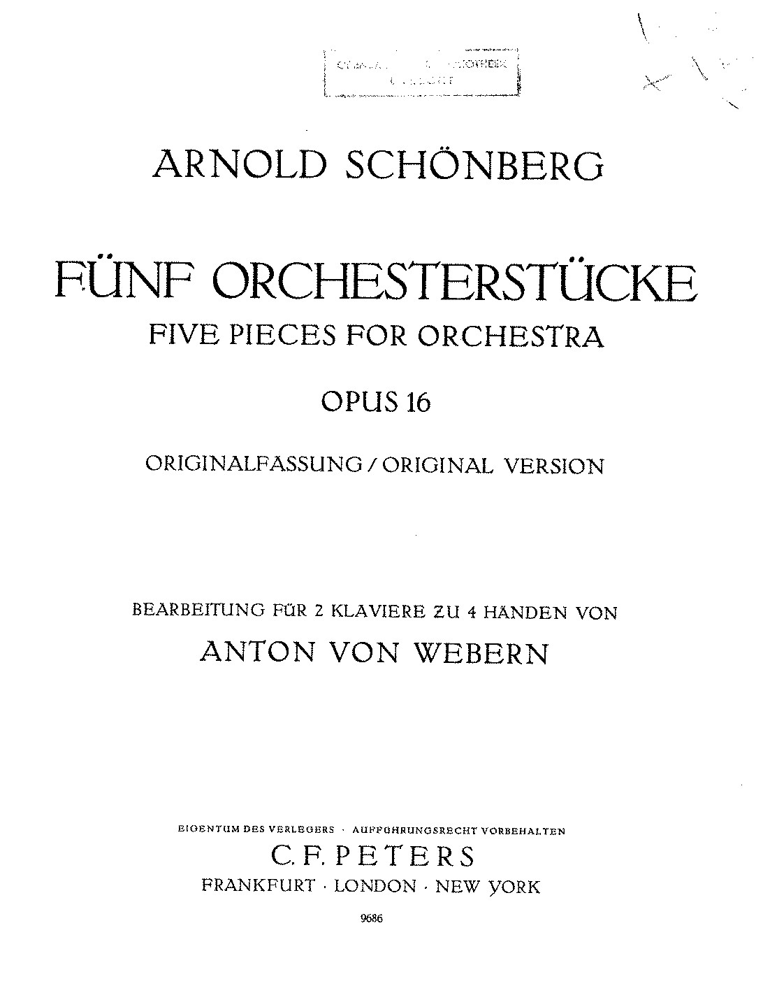 ARNOLD SCHÖNBERG
FÜNF ORCHESTERSTÜCKE
FIVE PIECES FOR ORCHESTRA
OPUS 16
ORIGINALFASSUNG / ORIGINAL VERSION
BEARBEITUNG FÜR 2 KLAVIERE ZU 4 HÄNDEN VON
ANTON VON WEBERN
EIGENTUM DES VERLEGERS · AUFFÜHRUNGSRECHT VORBEHALTEN
C. F. PETERS
FRANKFURT · LONDON · NEW YORK
9686